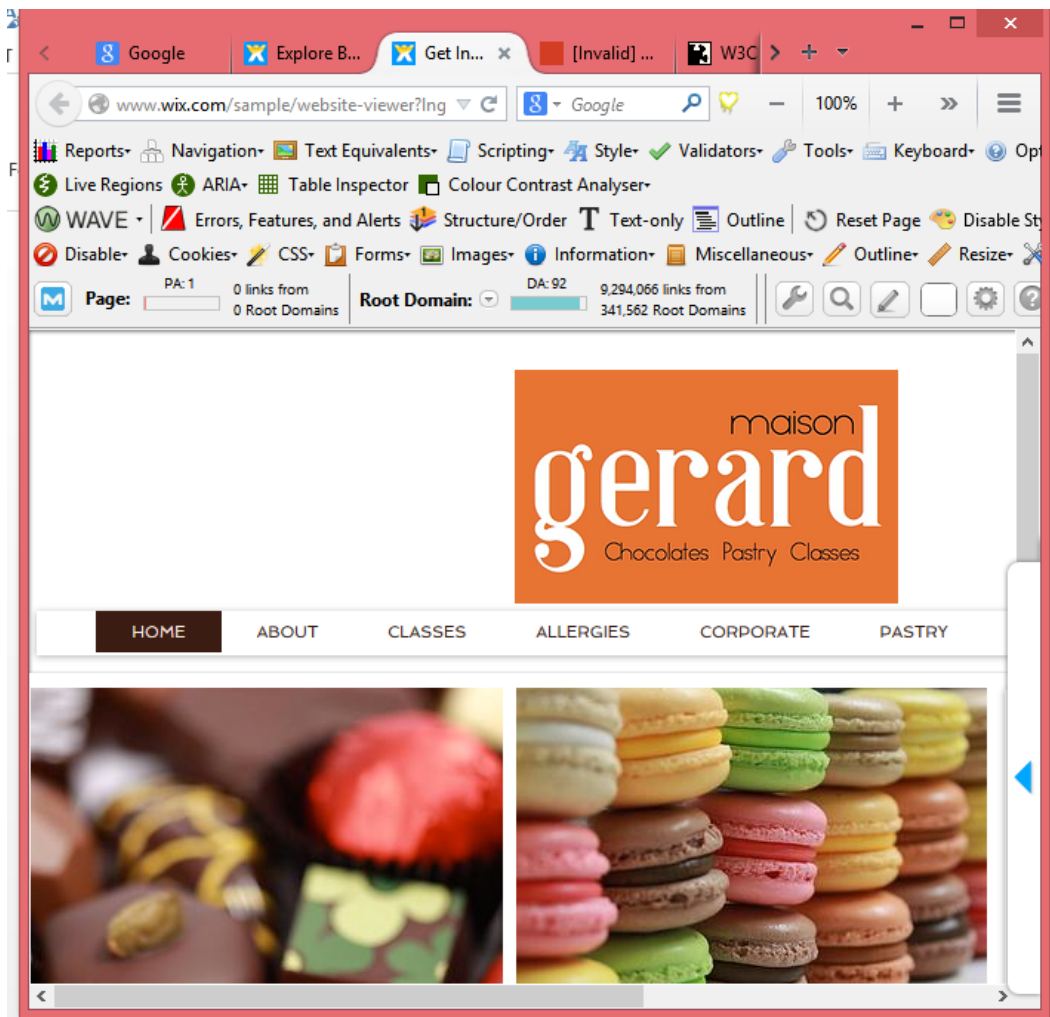 T
F
Google
Explore B...
Get In...
[Invalid] ...
W3C
www.wix.com/sample/website-viewer?lng
Google
100%
Reports Navigation Text Equivalents Scripting Style Validators Tools Keyboard Opt
Live Regions ARIA Table Inspector Colour Contrast Analyser
WAVE Errors, Features, and Alerts Structure/Order Text-only Outline Reset Page Disable Sty
Disable Cookies CSS Forms Images Information Miscellaneous Outline Resize
Page:
PA: 1
0 links from
0 Root Domains
Root Domain:
DA: 92
9,294,066 links from
341,562 Root Domains
maison
gerard
Chocolates Pastry Classes
HOME ABOUT CLASSES ALLERGIES CORPORATE PASTRY